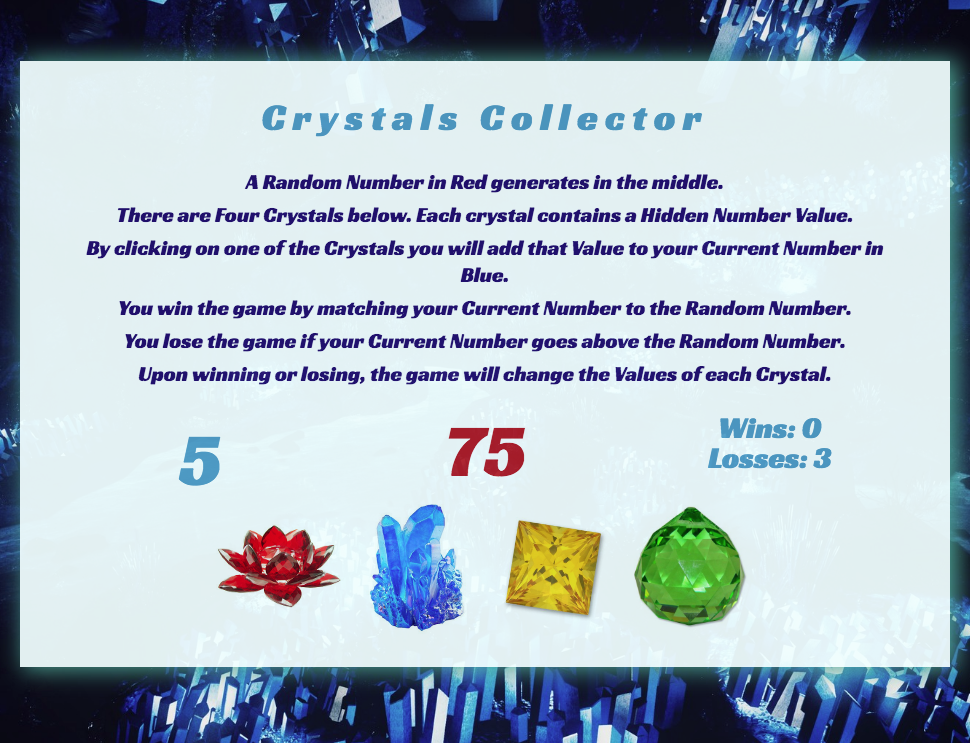 Crystals Collector
A Random Number in Red generates in the middle.
There are Four Crystals below. Each crystal contains a Hidden Number Value.
By clicking on one of the Crystals you will add that Value to your Current Number in
Blue.
You win the game by matching your Current Number to the Random Number.
You lose the game if your Current Number goes above the Random Number.
Upon winning or losing, the game will change the Values of each Crystal.
5
75
Wins: 0
Losses: 3